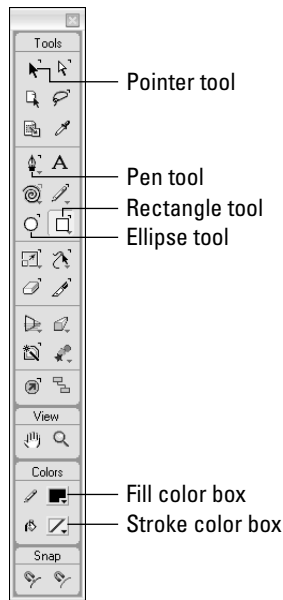 Tools
Pointer tool
A
Pen tool
Rectangle tool
Ellipse tool
View
Colors
Fill color box
Stroke color box
Snap